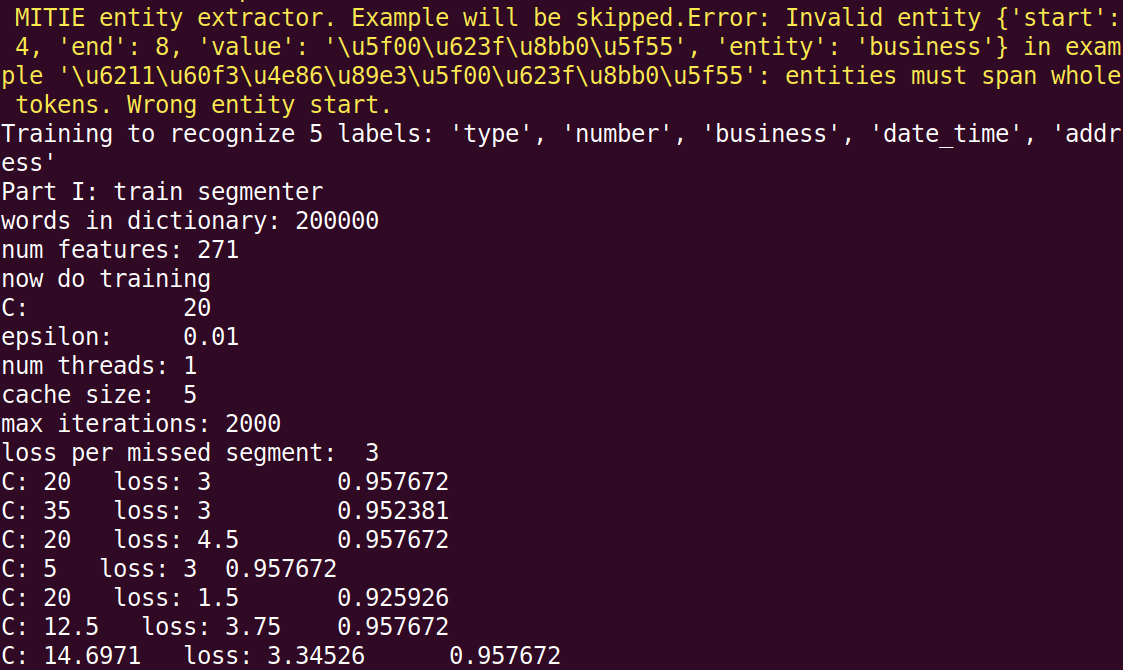 MITIE entity extractor. Example will be skipped.Error: Invalid entity {'start':
4, 'end': 8, 'value': '\u5f00\u623f\u8bb0\u5f55', 'entity': 'business'} in exam
ple '\u6211\u60f3\u4e86\u89e3\u5f00\u623f\u8bb0\u5f55': entities must span whole
tokens. Wrong entity start.
Training to recognize 5 labels: 'type', 'number', 'business', 'date_time', 'addr
ess'
Part I: train segmenter
words in dictionary: 200000
num features: 271
now do training
C:           20
epsilon:     0.01
num threads: 1
cache size:  5
max iterations: 2000
loss per missed segment:  3
C: 20   loss: 3         0.957672
C: 35   loss: 3         0.952381
C: 20   loss: 4.5       0.957672
C: 5   loss: 3  0.957672
C: 20   loss: 1.5       0.925926
C: 12.5   loss: 3.75    0.957672
C: 14.6971   loss: 3.34526      0.957672